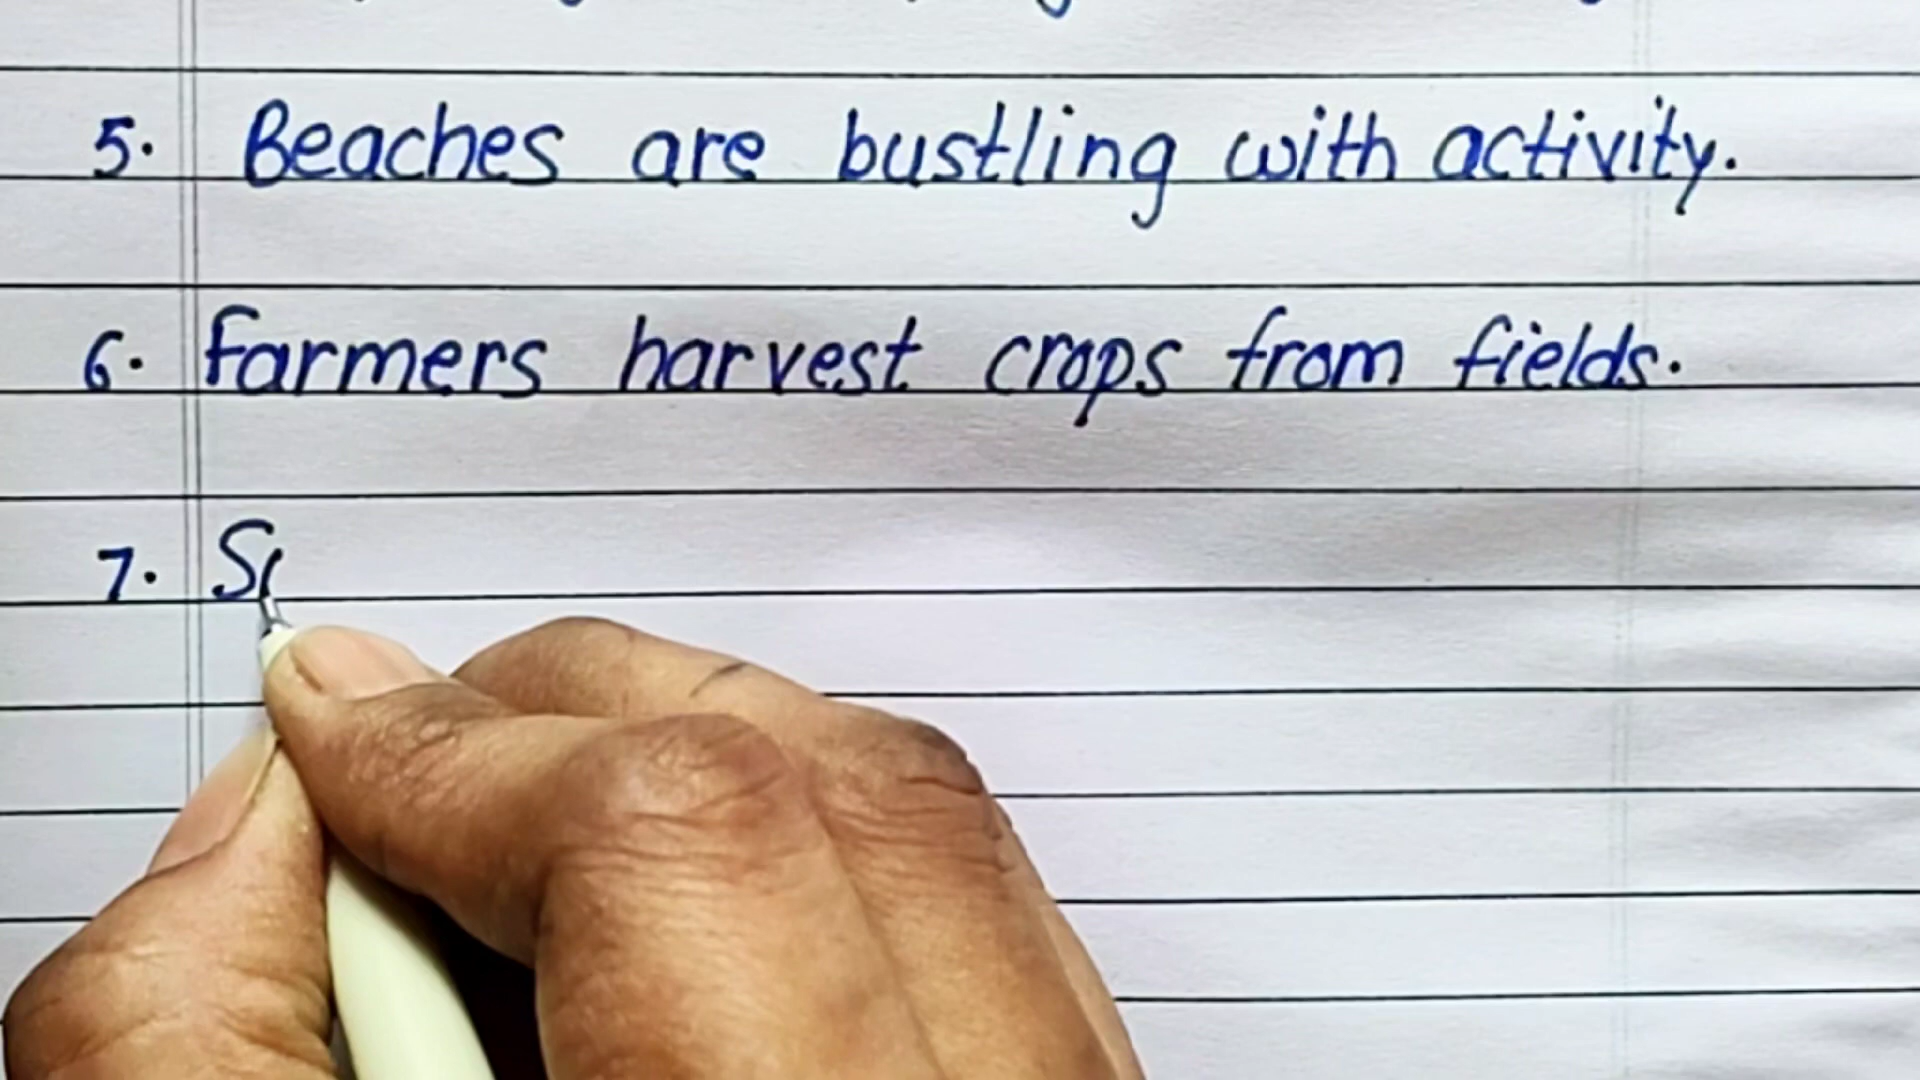 5. Beaches are bustling with activity.
6. Farmers harvest crops from fields.
7. S